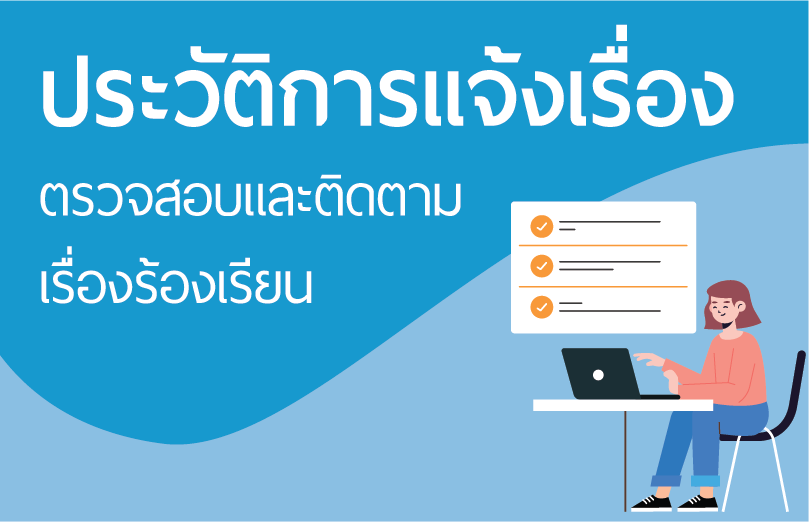 ประวัติการแจ้งเรื่อง
ตรวจสอบและติดตาม
เรื่องร้องเรียน